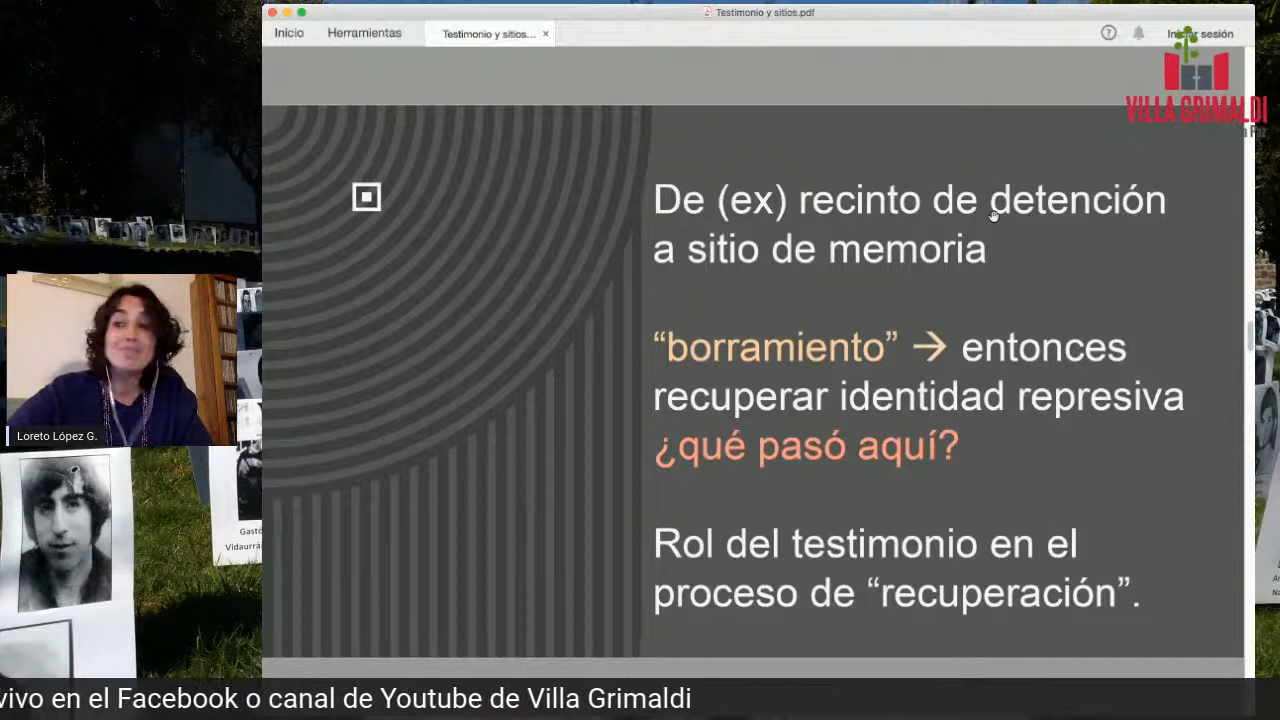 Testimonio y sitios.pdf
Inicio
Herramientas
Testimonio y sitios... ×
Iniciar sesión
VILLA GRIMALDI
De (ex) recinto de detención
a sitio de memoria
“borramiento” → entonces
recuperar identidad represiva
¿qué pasó aquí?
Rol del testimonio en el
proceso de “recuperación”.
Loreto López G.
Gastó
Vidaurrá
vivo en el Facebook o canal de Youtube de Villa Grimaldi